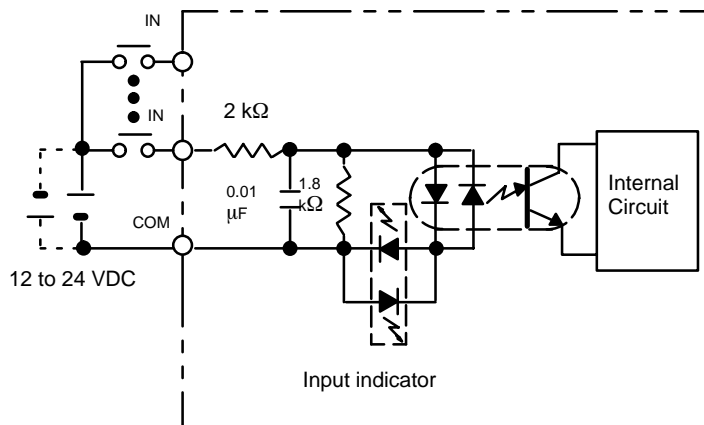 IN
IN
2 kΩ
0.01
µF
1.8
kΩ
COM
12 to 24 VDC
Internal
Circuit
Input indicator